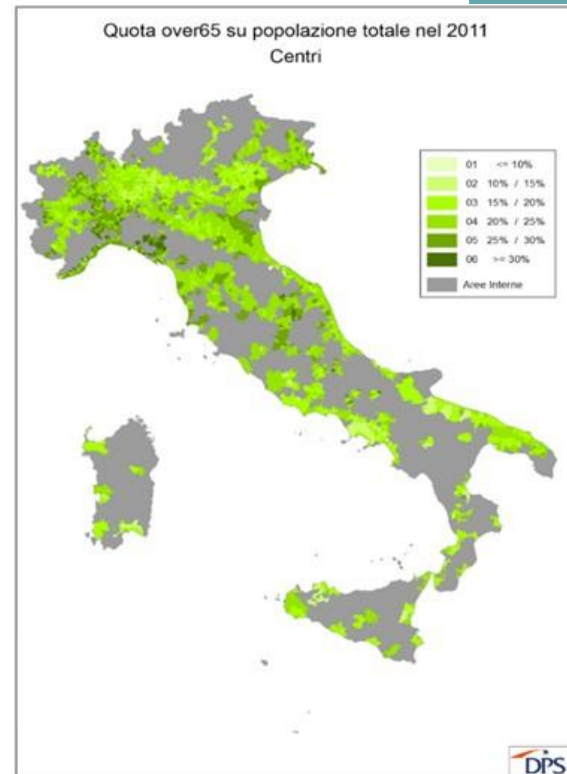 Quota over65 su popolazione totale nel 2011
Centri
01 <= 10%
02 10% / 15%
03 15% / 20%
04 20% / 25%
05 25% / 30%
06 >= 30%
Aree Interne
DPS